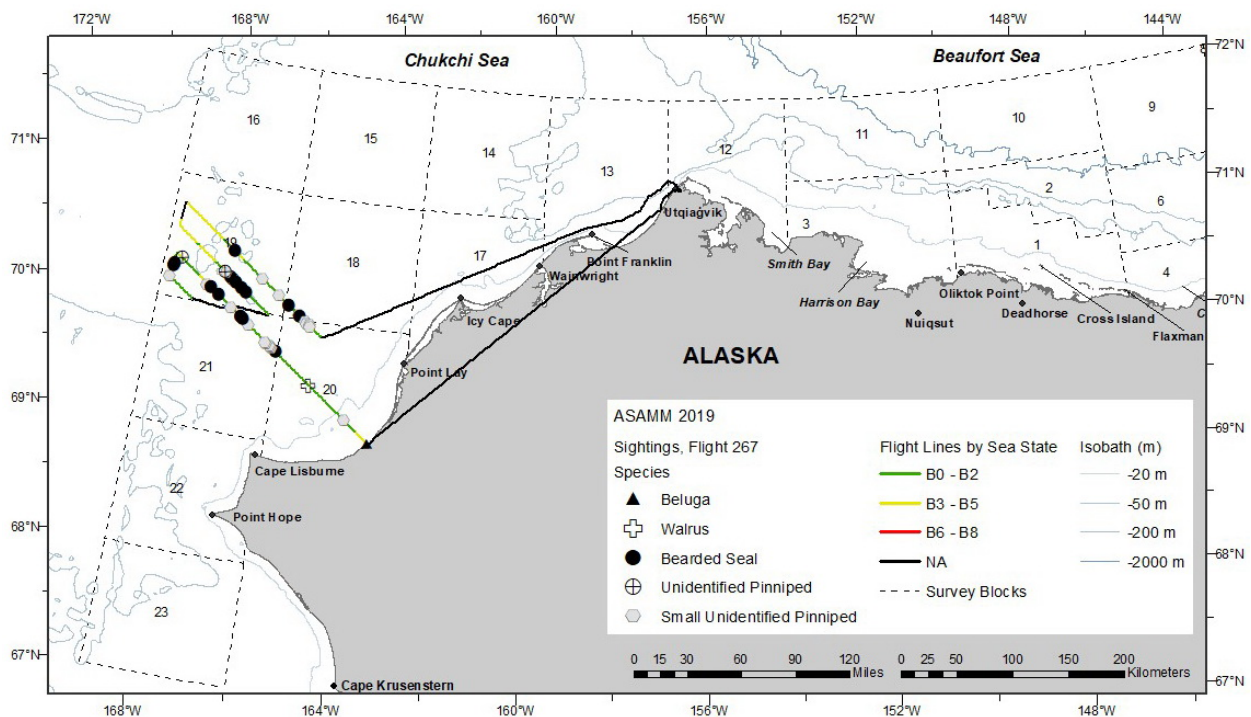 172°W 168°W 164°W 160°W 156°W 152°W 148°W 144°W
72°N
Chukchi Sea
Beaufort Sea
16
15
14
13
12
11
10
9
71°N
71°N
2
6
3
1
4
Utqiaġvik
19
18
17
Point Franklin
Wainwright
Smith Bay
Harrison Bay
Oliktok Point
Deadhorse
Cross Island
Flaxman
C
Nuiqsut
70°N
70°N
Icy Cape
ALASKA
21
20
Point Lay
69°N
69°N
Cape Lisburne
22
Point Hope
68°N
68°N
23
67°N
67°N
Cape Krusenstern
ASAMM 2019
Sightings, Flight 267
Species
Beluga
Walrus
Bearded Seal
Unidentified Pinniped
Small Unidentified Pinniped
Flight Lines by Sea State
B0 - B2
B3 - B5
B6 - B8
NA
Survey Blocks
Isobath (m)
-20 m
-50 m
-200 m
-2000 m
0 15 30 60 90 120
Miles
0 25 50 100 150 200
Kilometers
168°W 164°W 160°W 156°W 152°W 148°W